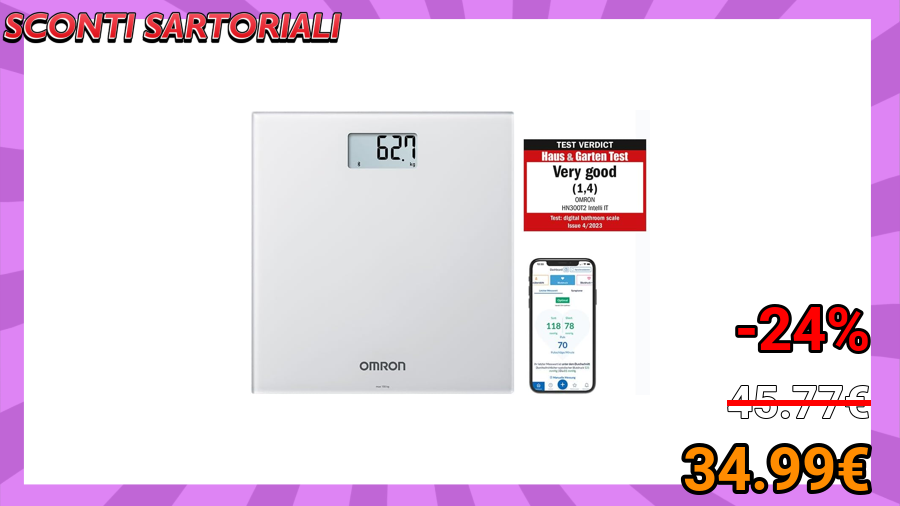 SCONTI SARTORIALI
62.7
kg
OMRON
TEST VERDICT
Haus & Garten Test
Very good
(1,4)
OMRON
HN300T2 Intelli IT
Test: digital bathroom scale
Issue 4/2023
118 78
70
-24%
45.77€
34.99€